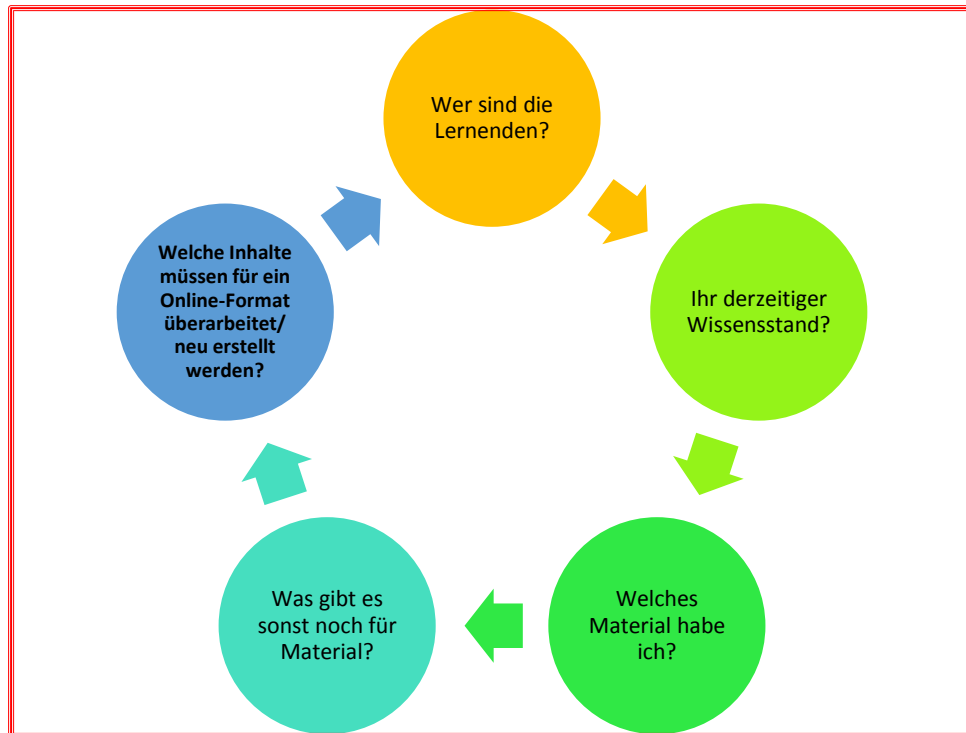 Wer sind die
Lernenden?
Ihr derzeitiger
Wissensstand?
Welches
Material habe
ich?
Was gibt es
sonst noch für
Material?
Welche Inhalte
müssen für ein
Online-Format
überarbeitet/
neu erstellt
werden?